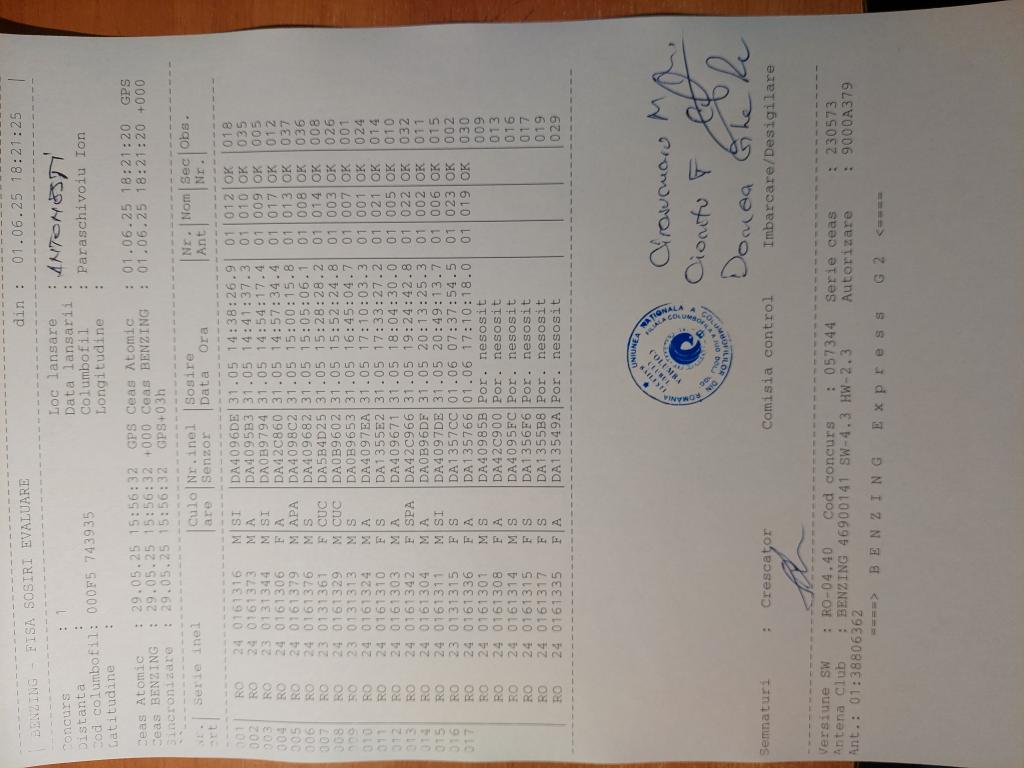 BENZING - FISA SOSIRI EVALUARE din : 01.06.25 18:21:25
Concurs : 1 Loc lansare : ANTONESTI
Distanta : Data lansarii :
Cod columbofil: 000F5 743935 Columbofil : Paraschivoiu Ion
Latitudine : Longitudine :
Ceas Atomic : 29.05.25 15:56:32 GPS Ceas Atomic : 01.06.25 18:21:20 GPS
Ceas BENZING : 29.05.25 15:56:32 +000 Ceas BENZING : 01.06.25 18:21:20 +000
Sincronizare : 29.05.25 15:56:32 GPS+03h
Nr. Serie inel Culo Nr.inel Sosire Nr. Nom Sec Obs.
crt are Senzor Data Ora Ant Nr.
001 RO 24 0161316 M SI DA4096DE 31.05 14:38:26.9 01 012 OK 018
002 RO 24 0161373 M A DA4095B3 31.05 14:41:37.3 01 010 OK 035
003 RO 23 0131344 M SI DA0B9794 31.05 14:54:17.4 01 009 OK 005
004 RO 24 0161306 F A DA42C860 31.05 14:57:34.4 01 017 OK 012
005 RO 24 0161379 M APA DA4098C2 31.05 15:00:15.8 01 013 OK 037
006 RO 24 0161376 M S DA409682 31.05 15:05:06.1 01 008 OK 036
007 RO 23 0131361 F CUC DA5B4D25 31.05 15:28:28.2 01 014 OK 008
008 RO 24 0161329 M CUC DA0B9602 31.05 15:52:24.8 01 003 OK 026
009 RO 23 0131313 M S DA0B9653 31.05 16:46:04.7 01 007 OK 001
010 RO 24 0161324 M A DA4097EA 31.05 17:10:03.3 01 001 OK 024
011 RO 24 0161310 F S DA1355E2 31.05 17:33:27.2 01 021 OK 014
012 RO 24 0161303 M A DA409671 31.05 18:04:30.0 01 005 OK 010
013 RO 24 0161342 F SPA DA42C966 31.05 19:24:42.8 01 022 OK 032
014 RO 24 0161304 M A DA0B96DF 31.05 20:13:25.3 01 002 OK 011
015 RO 24 0161311 M SI DA4097DE 31.05 20:49:13.7 01 006 OK 015
016 RO 23 0131315 F S DA1357CC 01.06 07:37:54.5 01 023 OK 002
017 RO 24 0161336 F A DA135766 01.06 17:10:18.0 01 019 OK 030
RO 24 0161301 M S DA40985B Por. nesosit 009
RO 24 0161308 F A DA42C900 Por. nesosit 013
RO 24 0161314 M S DA4095FC Por. nesosit 016
RO 24 0161315 F S DA1356F6 Por. nesosit 017
RO 24 0161317 F S DA1355B8 Por. nesosit 019
RO 24 0161335 F A DA13549A Por. nesosit 029
UNIUNEA NATIONALA A COLUMBOFILILOR DIN ROMANIA
FILIALA COLUMBOFILA JUD DOLJ
CLUBUL COLUMBA
Semnaturi : Crescator Comisia control Imbarcare/Desigilare
Versiune SW : RO-04.40 Cod concurs : 057344 Serie ceas : 230573
Antena Club : BENZING 46900141 SW-4.3 HW-2.3 Autorizare : 9000A379
Ant.: 01:38806362
====> B E N Z I N G E x p r e s s G 2 <====